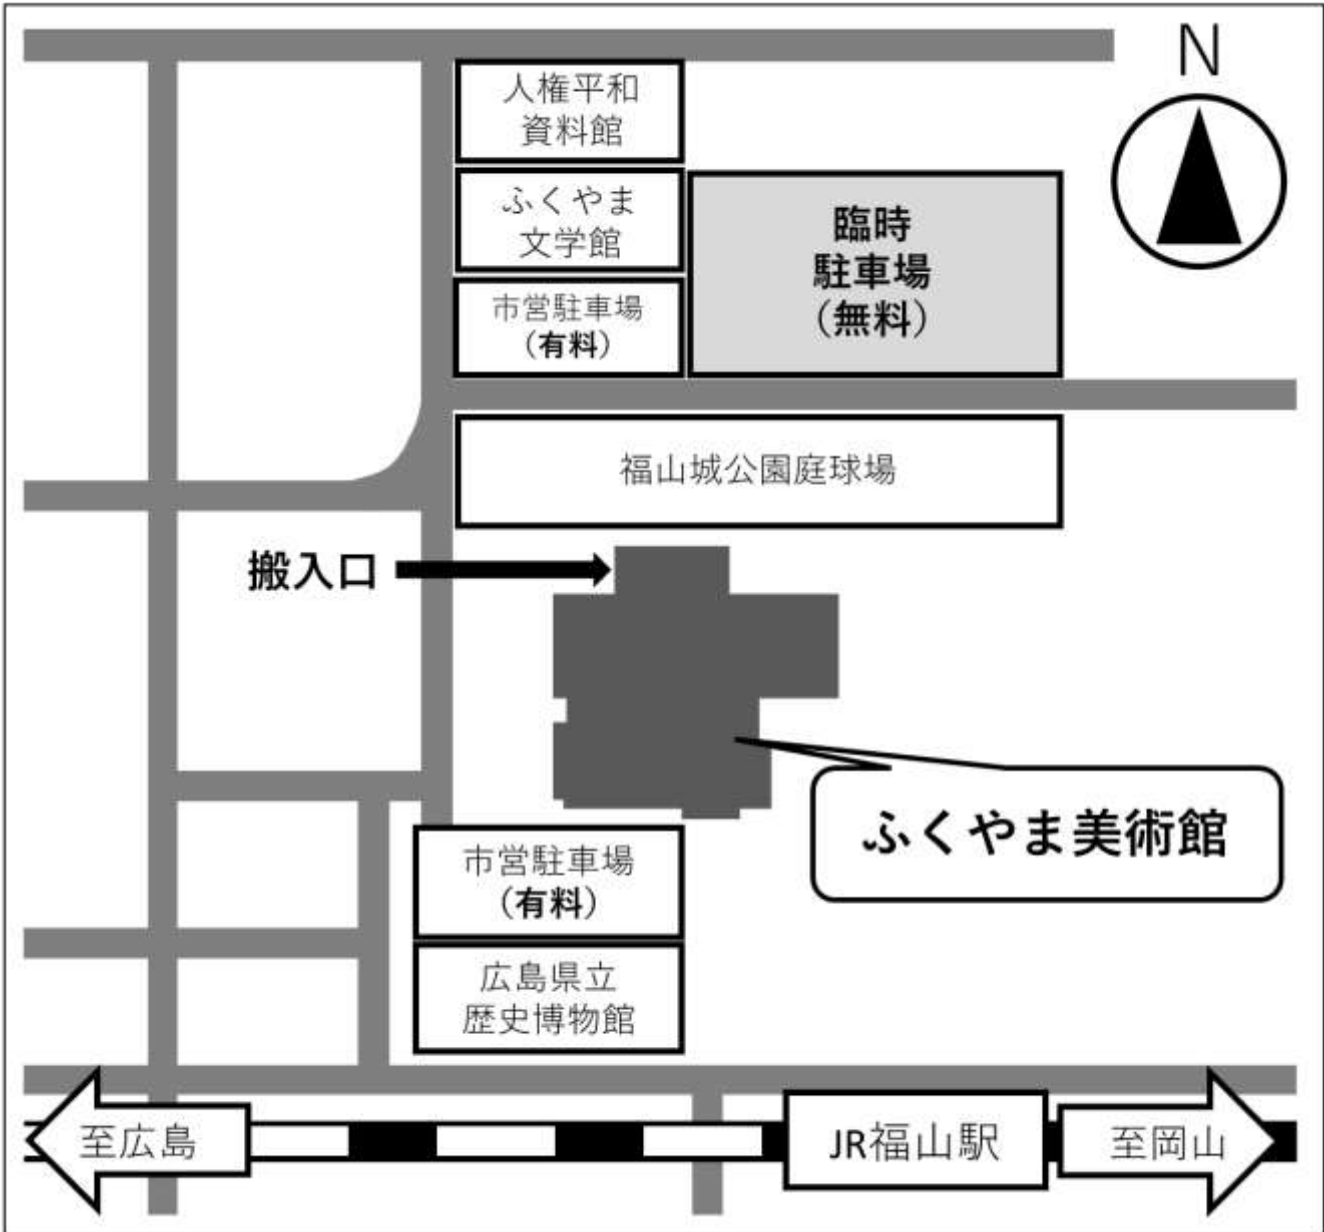 N
人権平和
資料館
ふくやま
文学館
市営駐車場
（有料）
臨時
駐車場
（無料）
福山城公園庭球場
搬入口
ふくやま美術館
市営駐車場
（有料）
広島県立
歴史博物館
至広島
JR福山駅
至岡山